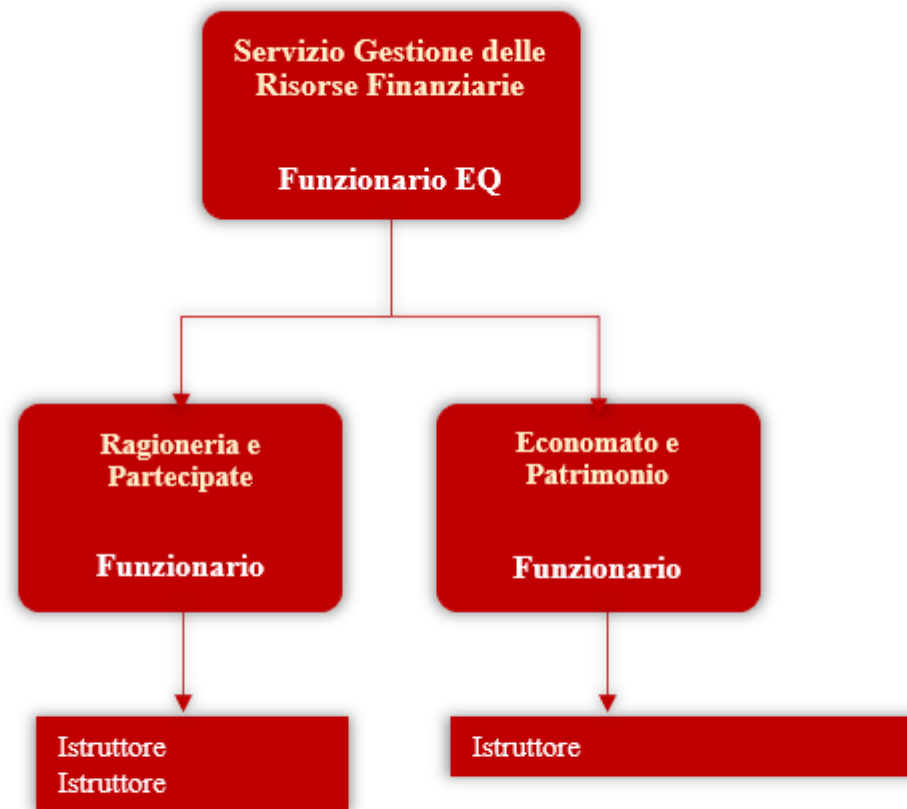 Servizio Gestione delle
Risorse Finanziarie
Funzionario EQ
Ragioneria e
Partecipate
Funzionario
Economato e
Patrimonio
Funzionario
Istruttore
Istruttore
Istruttore